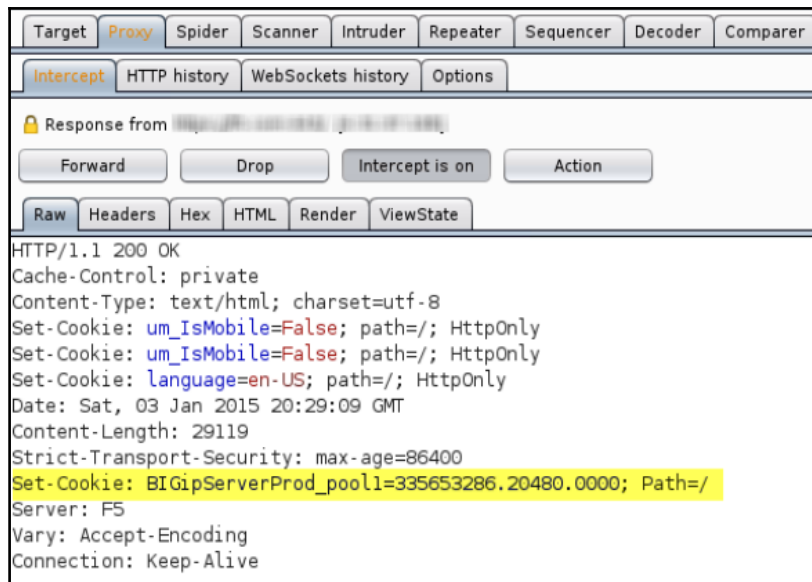 Target Proxy Spider Scanner Intruder Repeater Sequencer Decoder Comparer
Intercept HTTP history WebSockets history Options
Response from
Forward Drop Intercept is on Action
Raw Headers Hex HTML Render ViewState
HTTP/1.1 200 OK
Cache-Control: private
Content-Type: text/html; charset=utf-8
Set-Cookie: um_IsMobile=False; path=/; HttpOnly
Set-Cookie: um_IsMobile=False; path=/; HttpOnly
Set-Cookie: language=en-US; path=/; HttpOnly
Date: Sat, 03 Jan 2015 20:29:09 GMT
Content-Length: 29119
Strict-Transport-Security: max-age=86400
Set-Cookie: BIGipServerProd_pool1=335653286.20480.0000; Path=/
Server: F5
Vary: Accept-Encoding
Connection: Keep-Alive